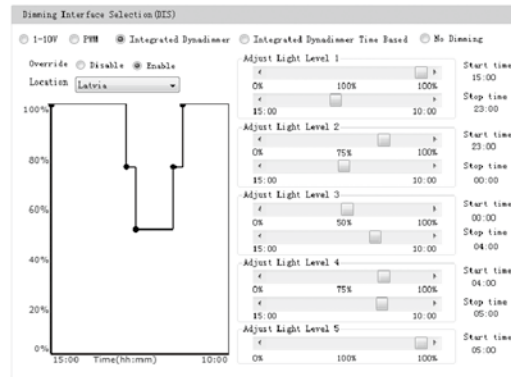 Dimming Interface Selection(DIS)
1-10V PWM Integrated Dynadimmer Integrated Dynadimmer Time Based No Dimming
Override Disable Enable
Location Latvia
100%
80%
60%
40%
20%
0%
15:00 Time(hh:mm) 10:00
Adjust Light Level 1
0% 100% 100%
15:00 10:00
Start time
15:00
Stop time
23:00
Adjust Light Level 2
0% 75% 100%
15:00 10:00
Start time
23:00
Stop time
00:00
Adjust Light Level 3
0% 50% 100%
15:00 10:00
Start time
00:00
Stop time
04:00
Adjust Light Level 4
0% 75% 100%
15:00 10:00
Start time
04:00
Stop time
05:00
Adjust Light Level 5
0% 100% 100%
Start time
05:00